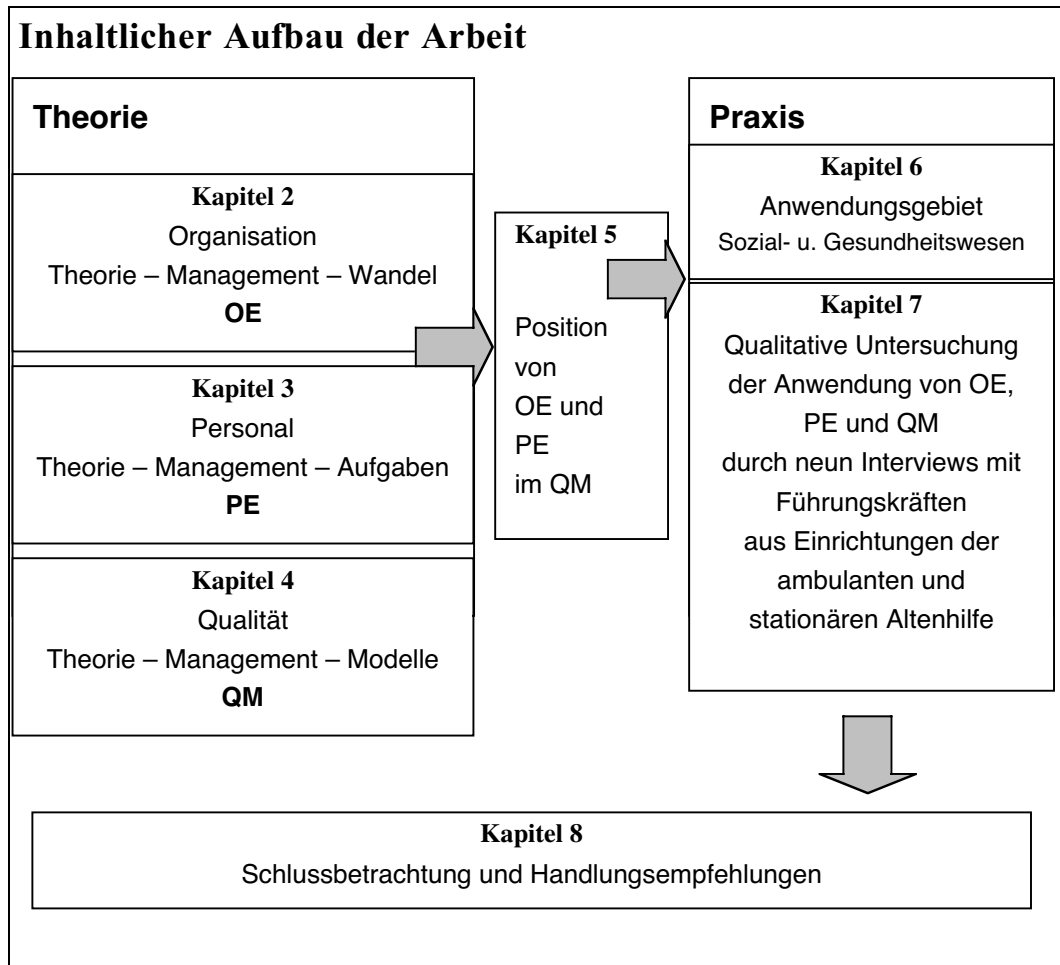 Inhaltlicher Aufbau der Arbeit
Theorie
Kapitel 2
Organisation
Theorie – Management – Wandel
OE
Kapitel 3
Personal
Theorie – Management – Aufgaben
PE
Kapitel 4
Qualität
Theorie – Management – Modelle
QM
Kapitel 5
Position
von
OE und
PE
im QM
Praxis
Kapitel 6
Anwendungsgebiet
Sozial- u. Gesundheitswesen
Kapitel 7
Qualitative Untersuchung
der Anwendung von OE,
PE und QM
durch neun Interviews mit
Führungskräften
aus Einrichtungen der
ambulanten und
stationären Altenhilfe
Kapitel 8
Schlussbetrachtung und Handlungsempfehlungen